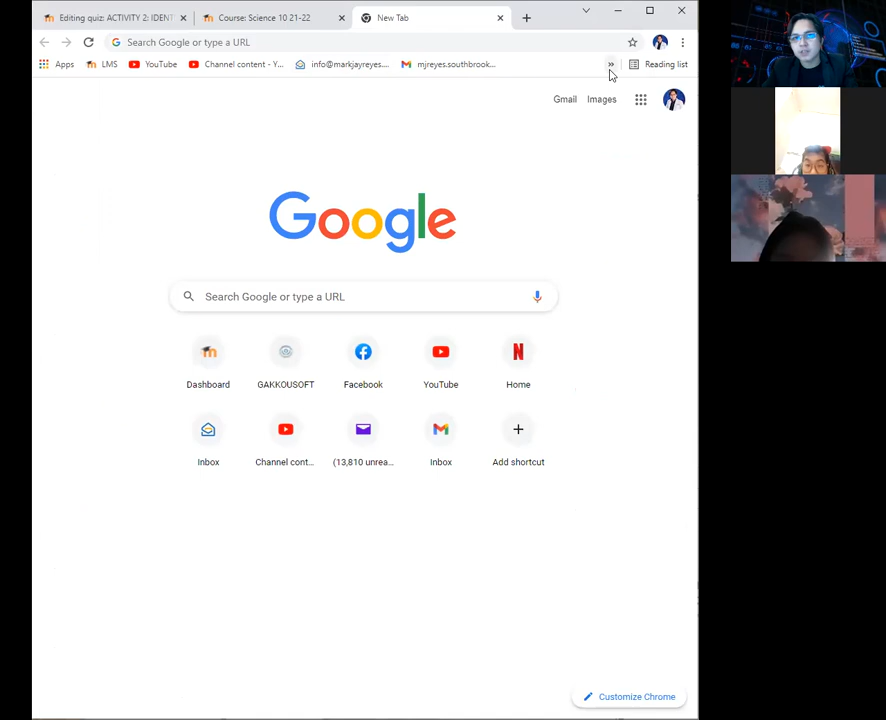 Editing quiz: ACTIVITY 2: IDENT
Course: Science 10 21-22
New Tab
Search Google or type a URL
Apps
LMS
YouTube
Channel content - Y...
info@markjayreyes....
mjreyes.southbrook...
»
Reading list
Gmail
Images
Google
Search Google or type a URL
Dashboard
GAKKOUSOFT
Facebook
YouTube
N
Home
Inbox
Channel cont...
(13,810 unrea...
Inbox
Add shortcut
Customize Chrome